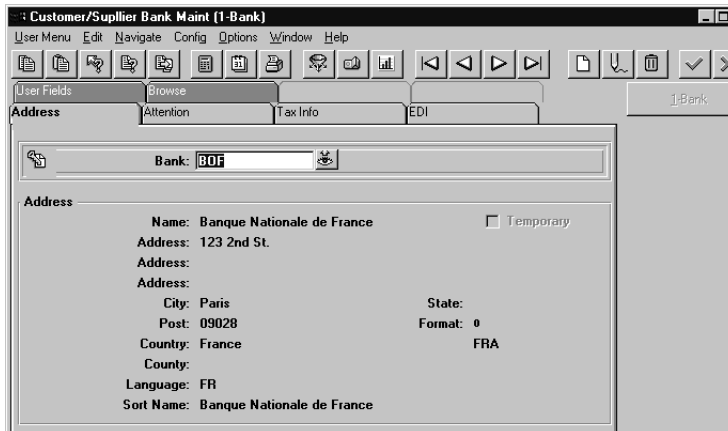 Customer/Supllier Bank Maint (1-Bank)
User Menu Edit Navigate Config Options Window Help
User Fields Browse
1-Bank
Address Attention Tax Info EDI
Bank: BOF
Address
Name: Banque Nationale de France Temporary
Address: 123 2nd St.
Address:
Address:
City: Paris State:
Post: 09028 Format: 0
Country: France FRA
County:
Language: FR
Sort Name: Banque Nationale de France